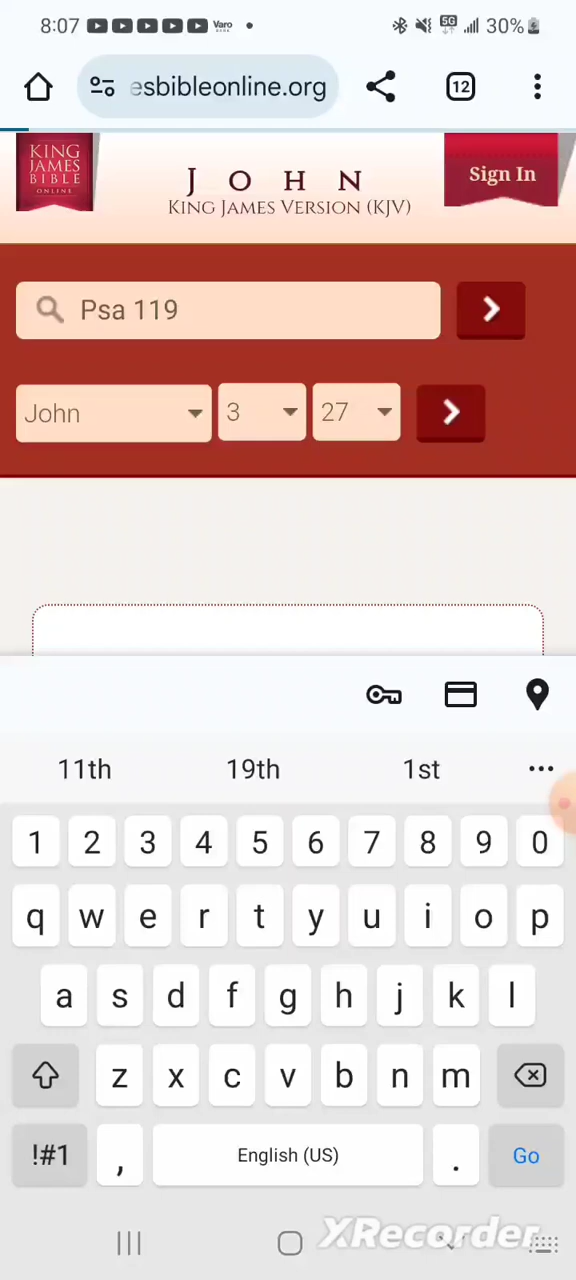 8:07 Varo 5G 30%
esbibleonline.org 12
KING
JAMES
BIBLE
ONLINE
JOHN
KING JAMES VERSION (KJV)
Sign In
Psa 119
John 3 27
11th 19th 1st ...
1 2 3 4 5 6 7 8 9 0
q w e r t y u i o p
a s d f g h j k l
z x c v b n m
!#1 , English (US) . Go
XRecorder